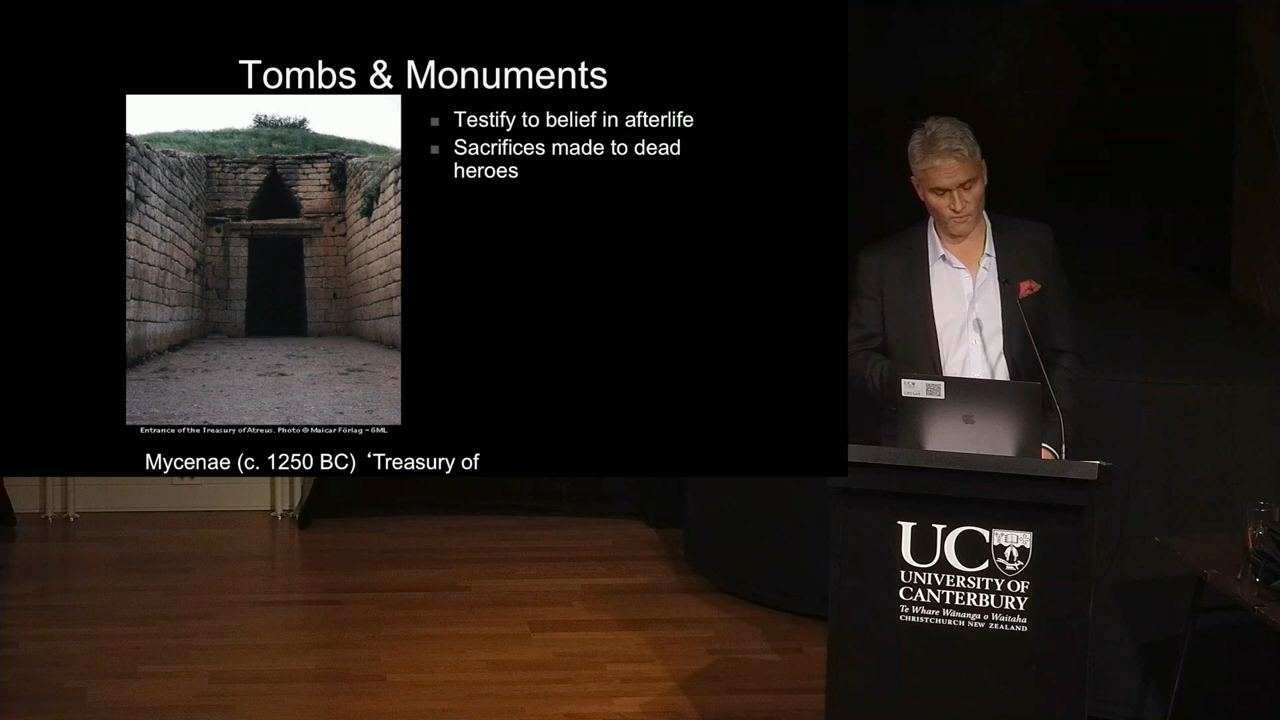 Tombs & Monuments
Testify to belief in afterlife
Sacrifices made to dead
heroes
Entrance of the Treasury of Atreus. Photo © Maicar Förlag – GML
Mycenae (c. 1250 BC) ‘Treasury of
UC
UNIVERSITY OF
CANTERBURY
Te Whare Wānanga o Waitaha
CHRISTCHURCH NEW ZEALAND
UC